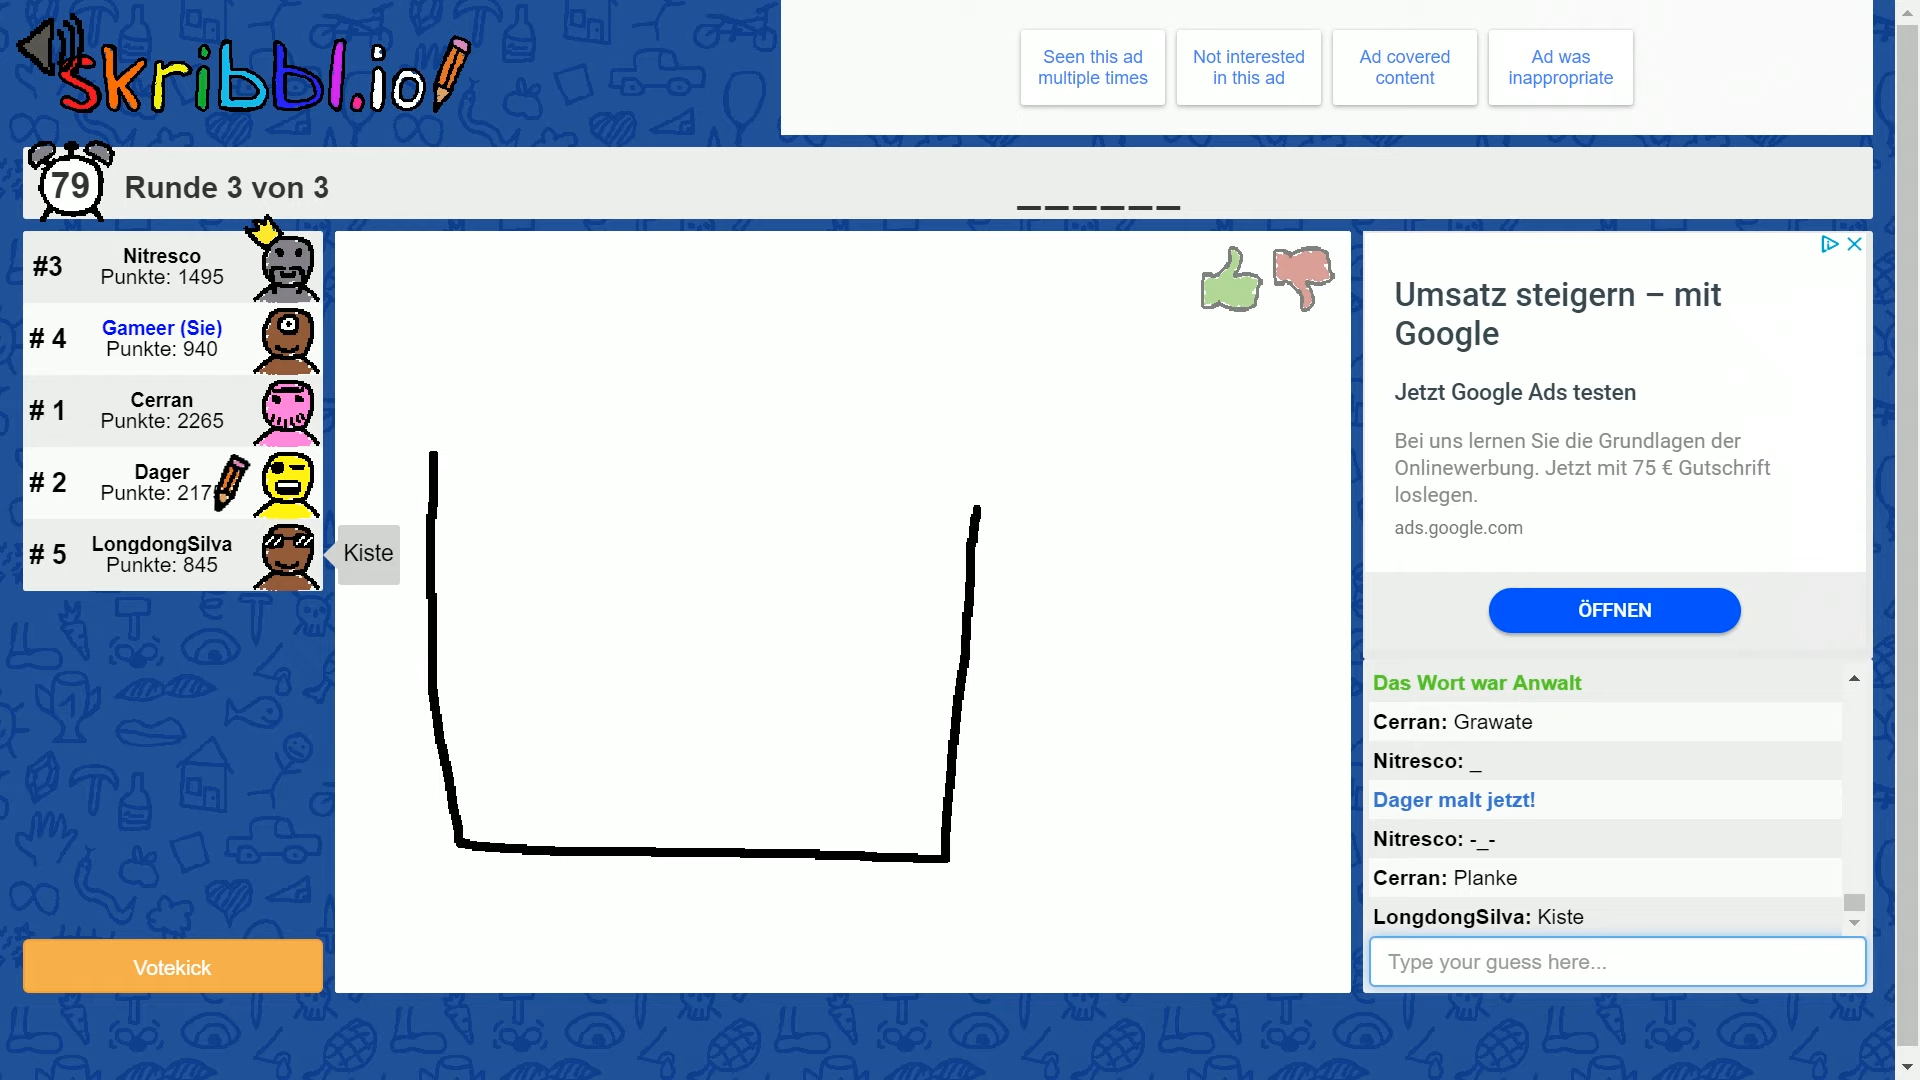 skribbl.io
Seen this ad
multiple times
Not interested
in this ad
Ad covered
content
Ad was
inappropriate
79
Runde 3 von 3
______
#3
Nitresco
Punkte: 1495
# 4
Gameer (Sie)
Punkte: 940
# 1
Cerran
Punkte: 2265
# 2
Dager
Punkte: 217
# 5
LongdongSilva
Punkte: 845
Kiste
Votekick
Umsatz steigern – mit
Google
Jetzt Google Ads testen
Bei uns lernen Sie die Grundlagen der
Onlinewerbung. Jetzt mit 75 € Gutschrift
loslegen.
ads.google.com
ÖFFNEN
Das Wort war Anwalt
Cerran: Grawate
Nitresco: _
Dager malt jetzt!
Nitresco: -_-
Cerran: Planke
LongdongSilva: Kiste
Type your guess here...